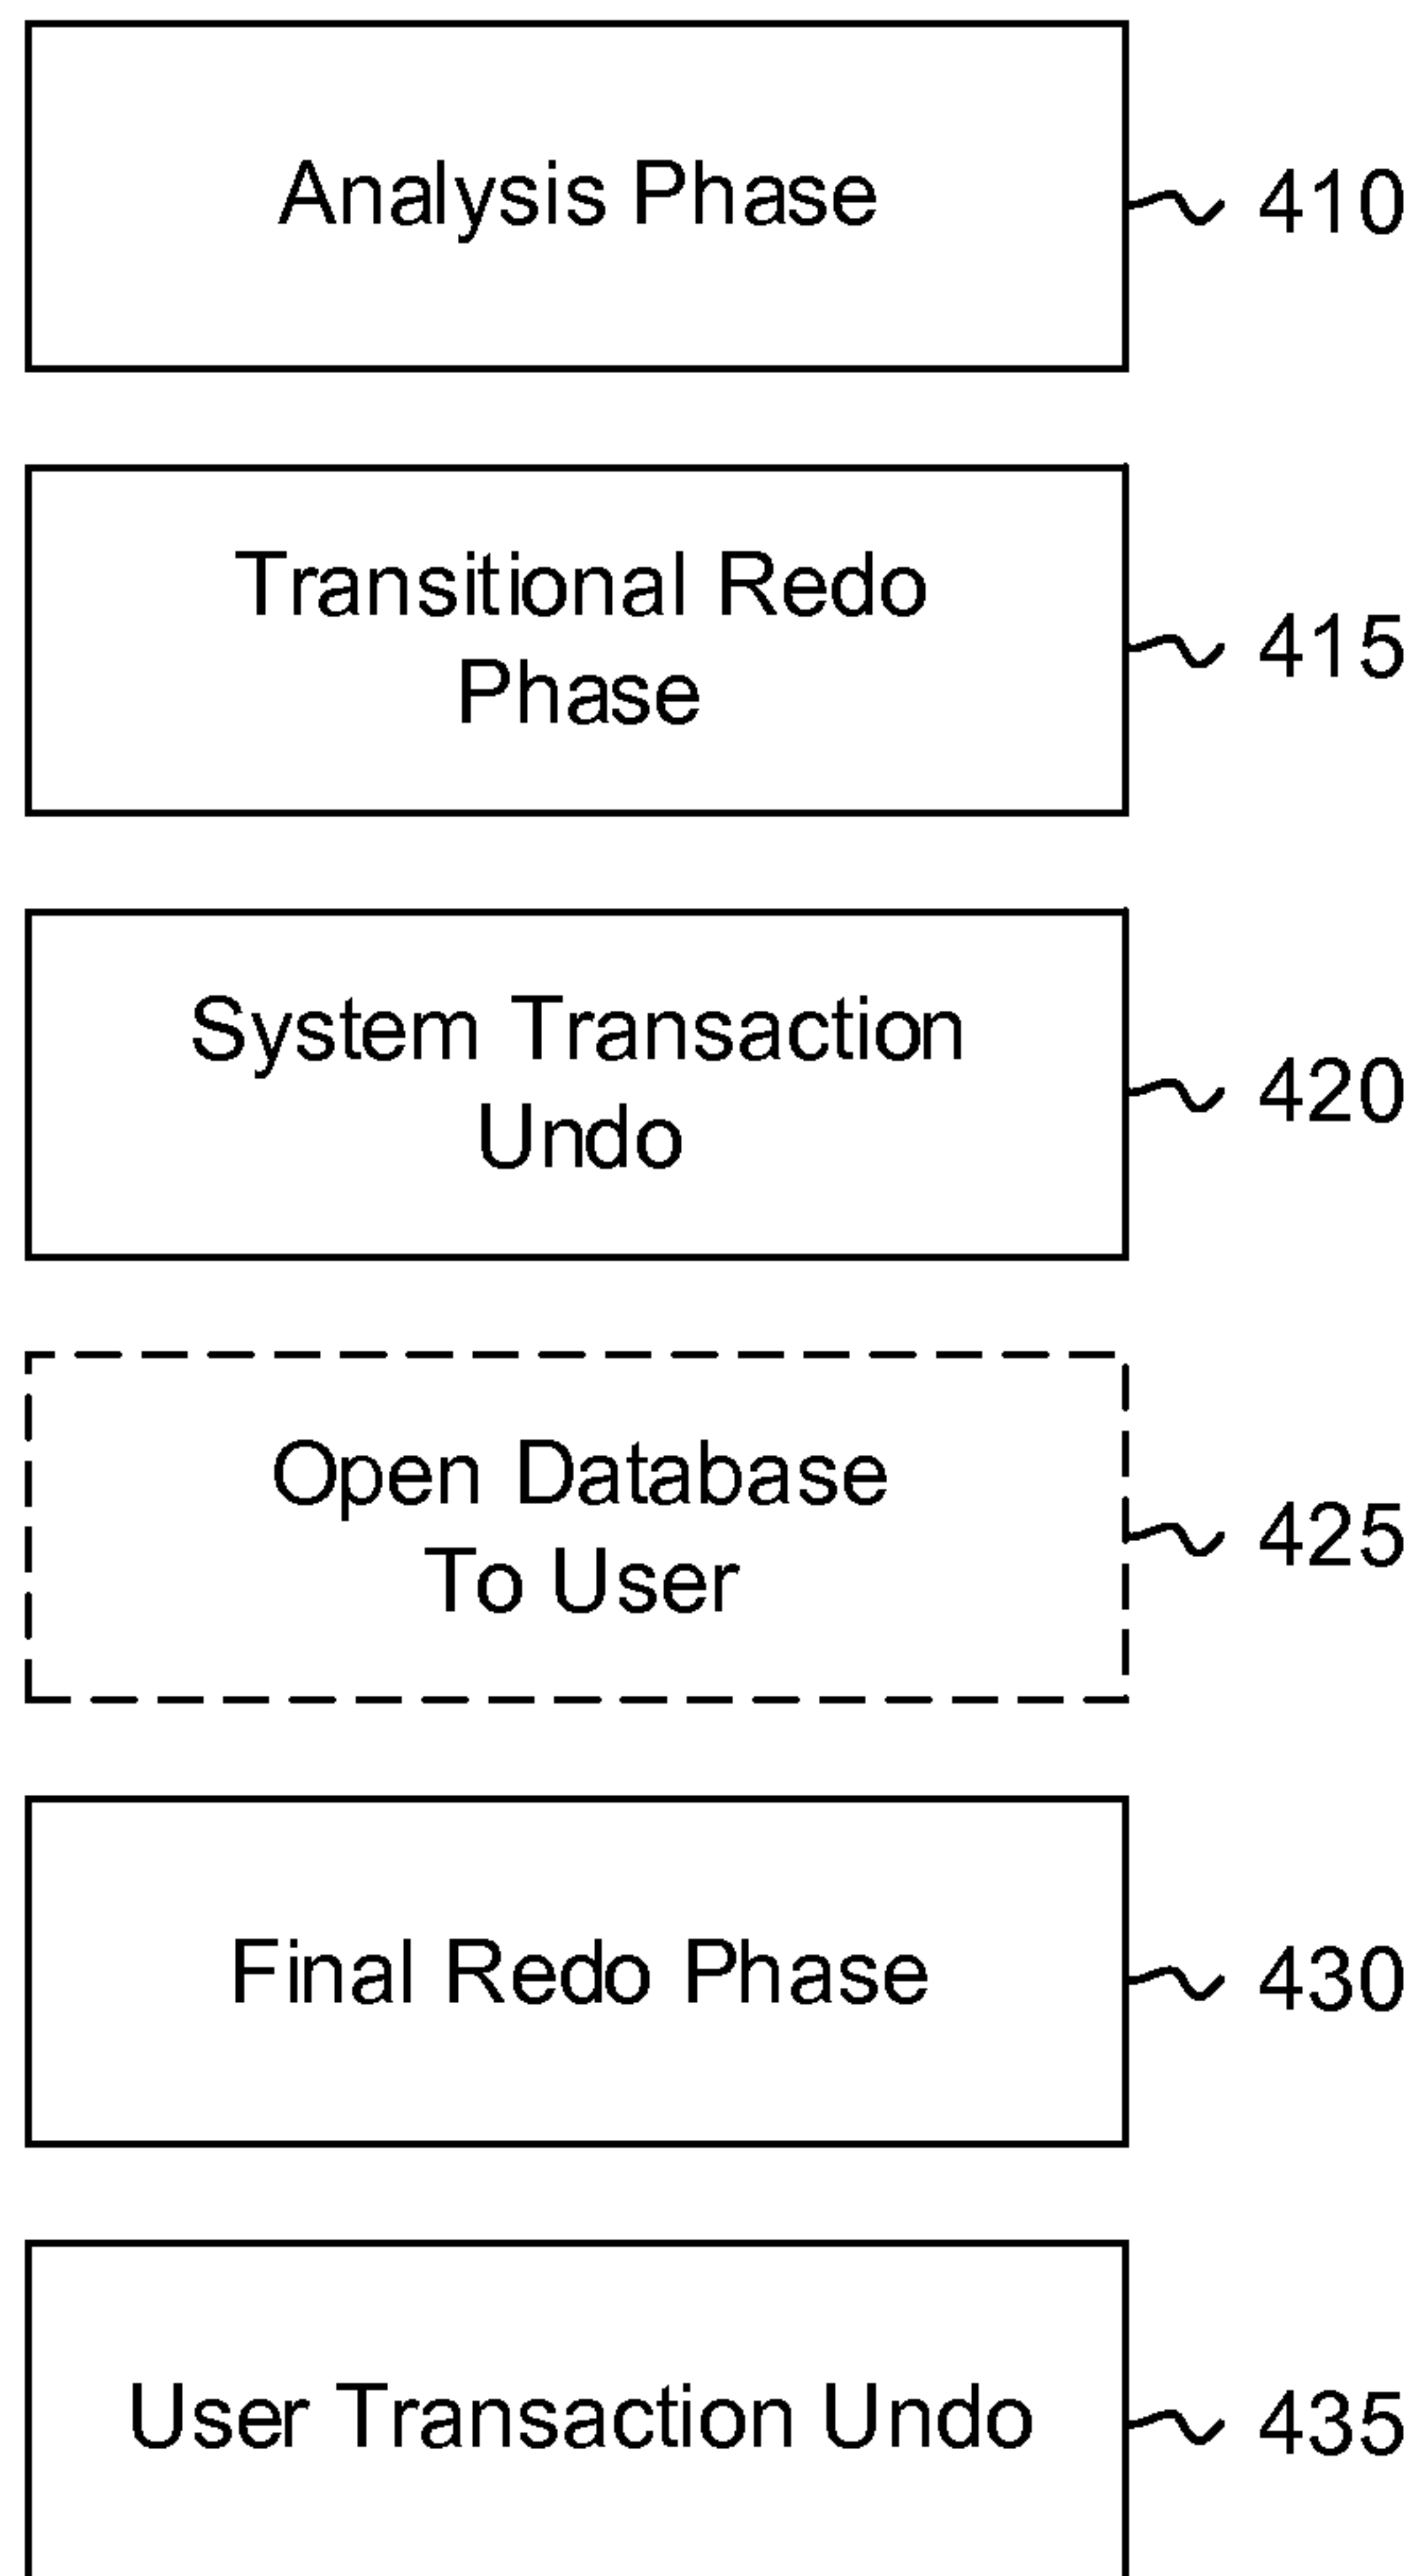 Analysis Phase
410
Transitional Redo
Phase
415
System Transaction
Undo
420
Open Database
To User
425
Final Redo Phase
430
User Transaction Undo
435